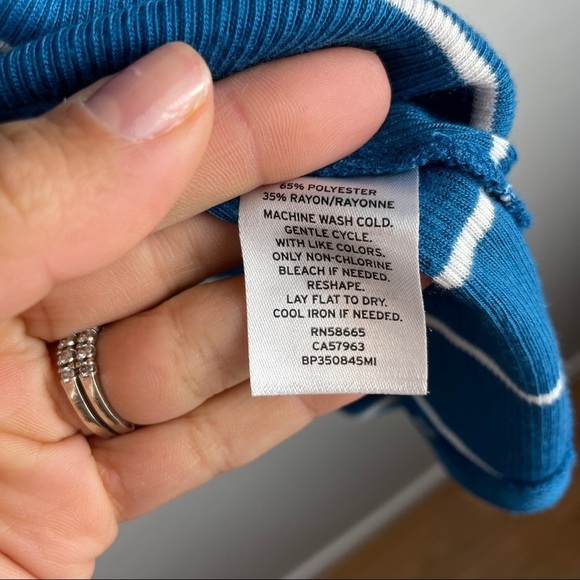 65% POLYESTER
35% RAYON/RAYONNE
MACHINE WASH COLD.
GENTLE CYCLE.
WITH LIKE COLORS.
ONLY NON-CHLORINE
BLEACH IF NEEDED.
RESHAPE.
LAY FLAT TO DRY.
COOL IRON IF NEEDED.
RN58665
CA57963
BP350845MI